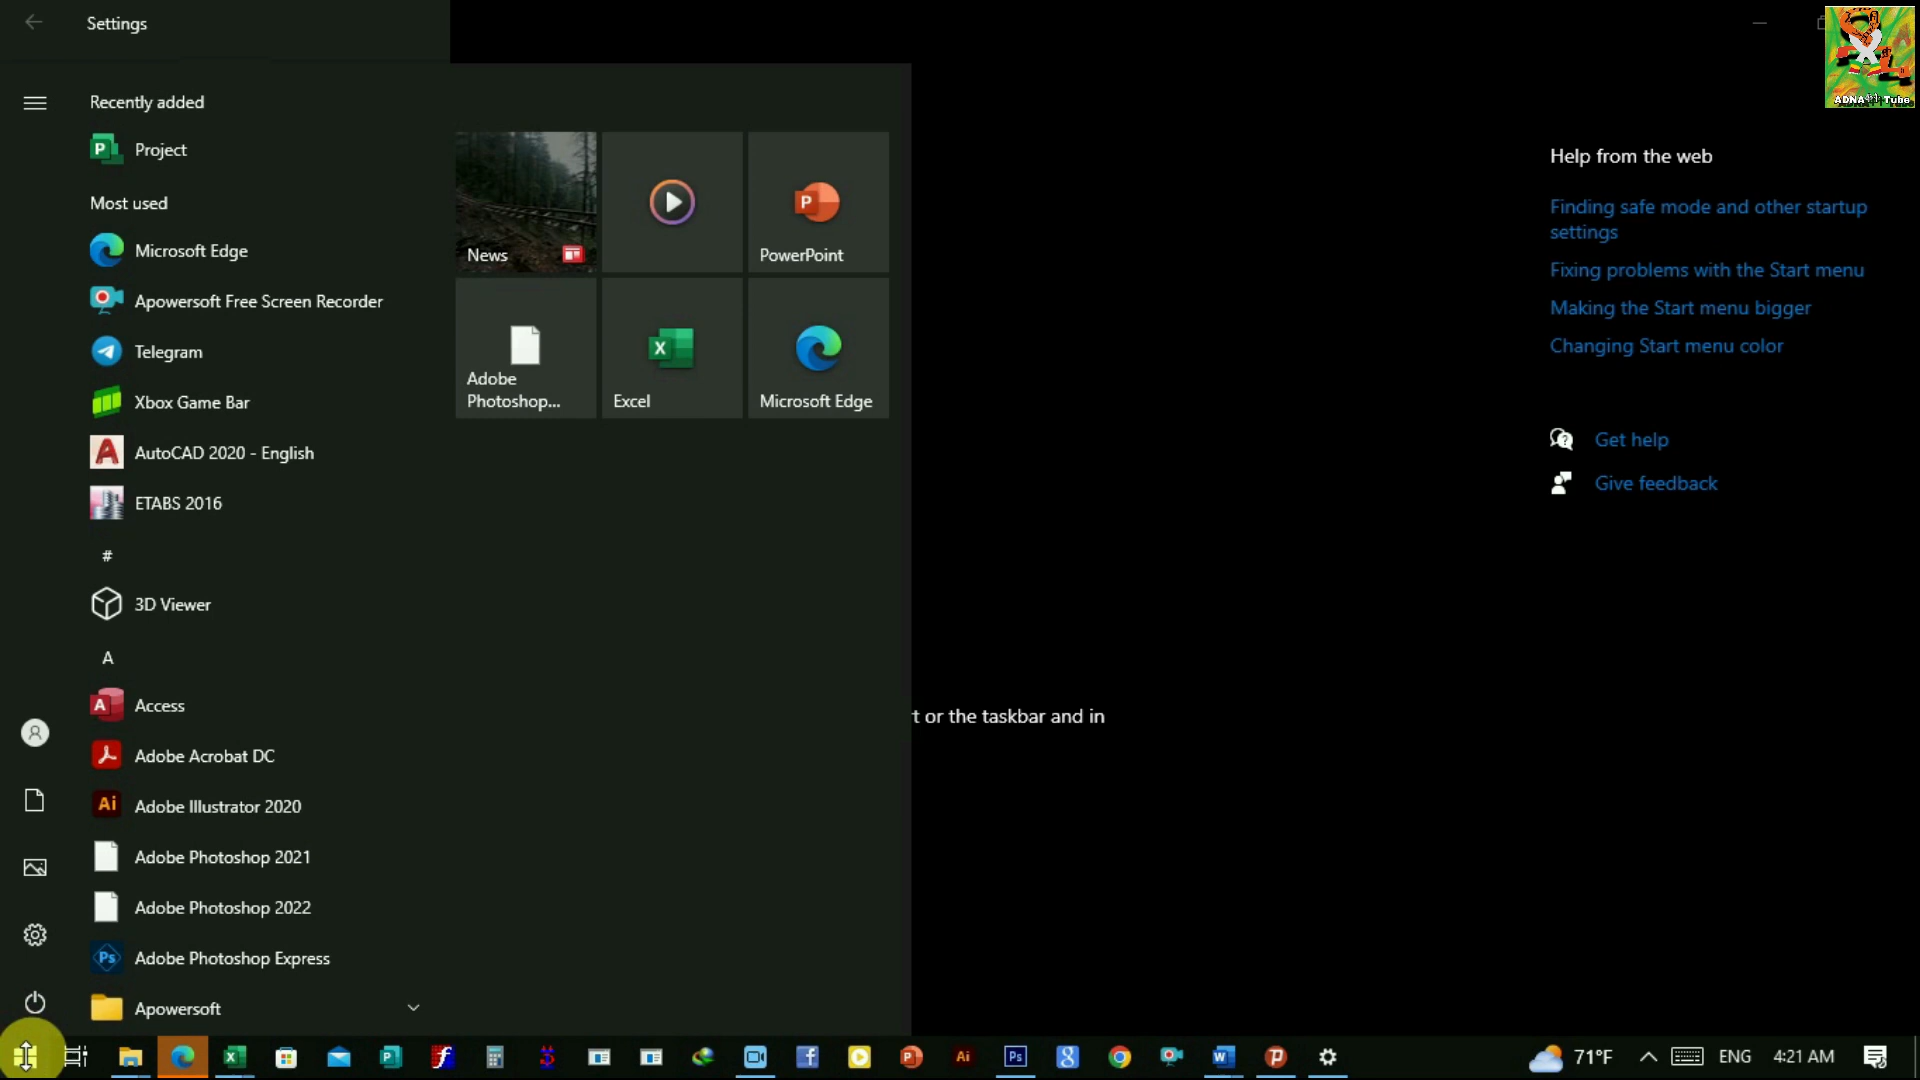 Settings
Recently added
Project
Most used
Microsoft Edge
Apowersoft Free Screen Recorder
Telegram
Xbox Game Bar
AutoCAD 2020 - English
ETABS 2016
#
3D Viewer
A
Access
Adobe Acrobat DC
Adobe Illustrator 2020
Adobe Photoshop 2021
Adobe Photoshop 2022
Adobe Photoshop Express
Apowersoft
News
PowerPoint
Adobe
Photoshop...
Excel
Microsoft Edge
t or the taskbar and in
Help from the web
Finding safe mode and other startup
settings
Fixing problems with the Start menu
Making the Start menu bigger
Changing Start menu color
Get help
Give feedback
71°F
ENG
4:21 AM